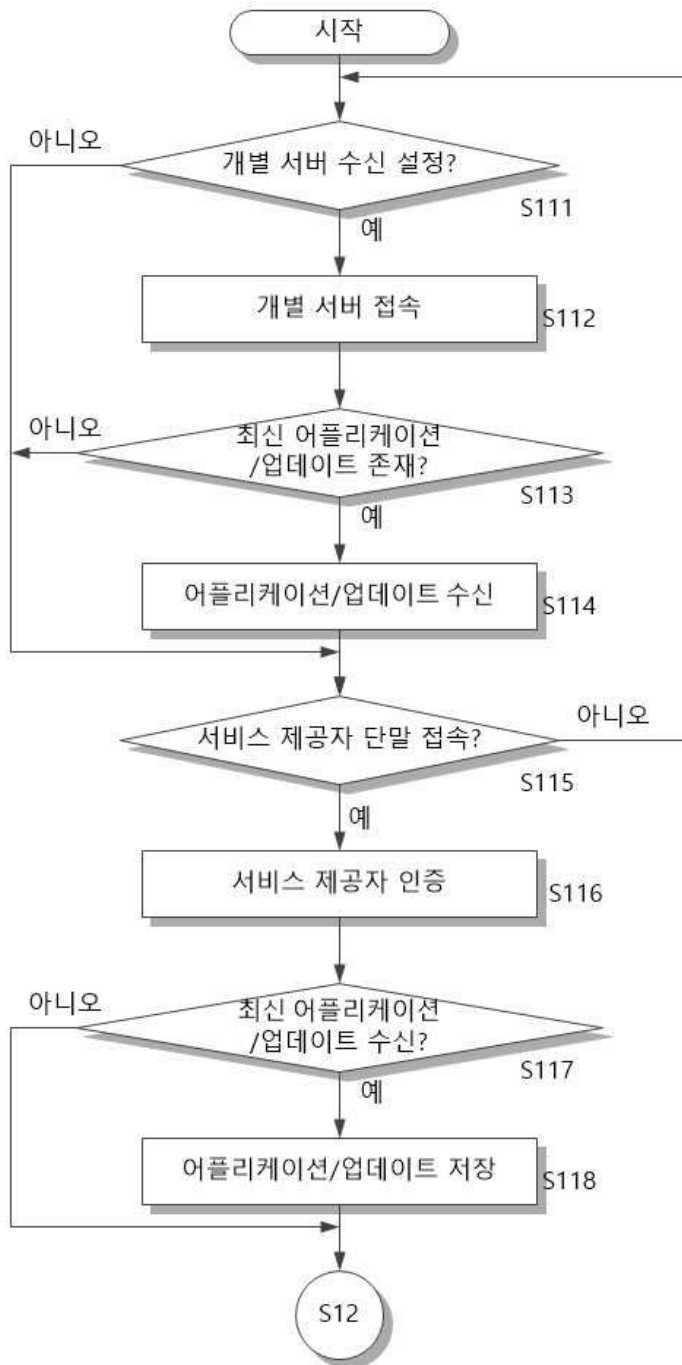 시작
아니오
개별 서버 수신 설정?
S111
예
개별 서버 접속
S112
아니오
최신 어플리케이션
/업데이트 존재?
S113
예
어플리케이션/업데이트 수신
S114
서비스 제공자 단말 접속?
아니오
S115
예
서비스 제공자 인증
S116
아니오
최신 어플리케이션
/업데이트 수신?
S117
예
어플리케이션/업데이트 저장
S118
S12